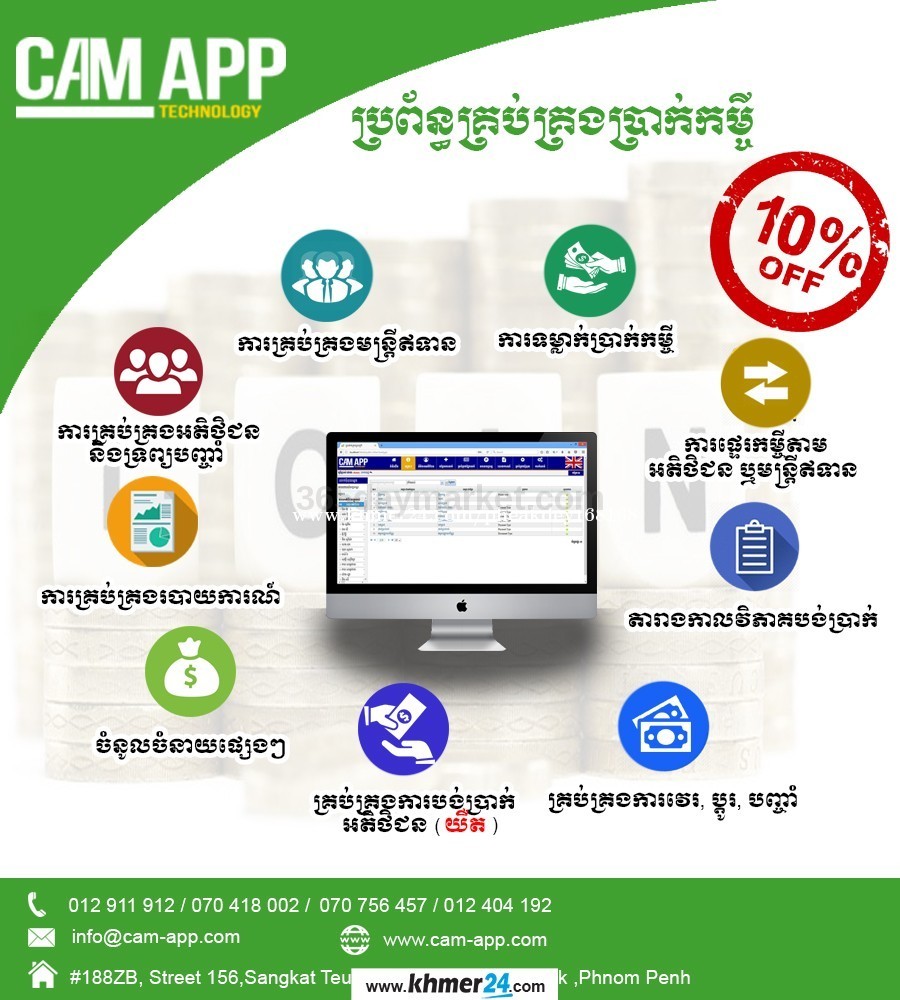 CAM APP
TECHNOLOGY
ប្រព័ន្ធគ្រប់គ្រងប្រាក់កម្ចី
10%
OFF
ការគ្រប់គ្រងមន្ត្រីឥទាន
ការទម្លាក់ប្រាក់កម្ចី
ការគ្រប់គ្រងអតិថិជន
និងទ្រព្យបញ្ចាំ
ការផ្ទេរកម្ចីតាម
អតិថិជន ឬមន្ត្រីឥទាន
CAM APP
ការគ្រប់គ្រងរបាយការណ៍
តារាងកាលវិភាគបង់ប្រាក់
ចំនូលចំនាយផ្សេងៗ
គ្រប់គ្រងការបង់ប្រាក់
អតិថិជន ( យឺត )
គ្រប់គ្រងការវេរ, ប្តូរ, បញ្ចាំ
012 911 912 / 070 418 002 / 070 756 457 / 012 404 192
info@cam-app.com
www.cam-app.com
#188ZB, Street 156,Sangkat Teu
,Phnom Penh
www.khmer24.com